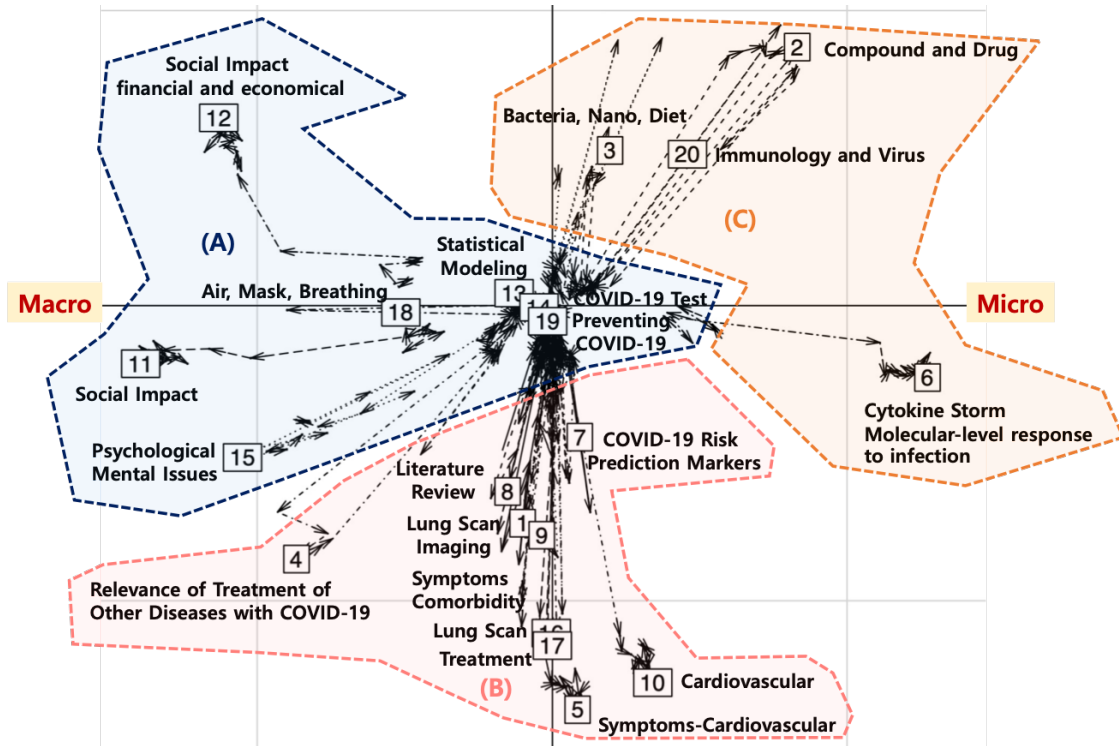 Social Impact
financial and economical
12
2
Compound and Drug
Bacteria, Nano, Diet
3
20
Immunology and Virus
(A)
(C)
Statistical
Modeling
Macro
Air, Mask, Breathing
18
13
14
19
COVID-19 Test
Preventing
COVID-19
Micro
11
Social Impact
6
Cytokine Storm
Molecular-level response
to infection
Psychological
Mental Issues
15
7
COVID-19 Risk
Prediction Markers
Literature
Review
8
Lung Scan
Imaging
1
9
4
Relevance of Treatment of
Other Diseases with COVID-19
Symptoms
Comorbidity
Lung Scan
Treatment
16
17
(B)
10
Cardiovascular
5
Symptoms-Cardiovascular